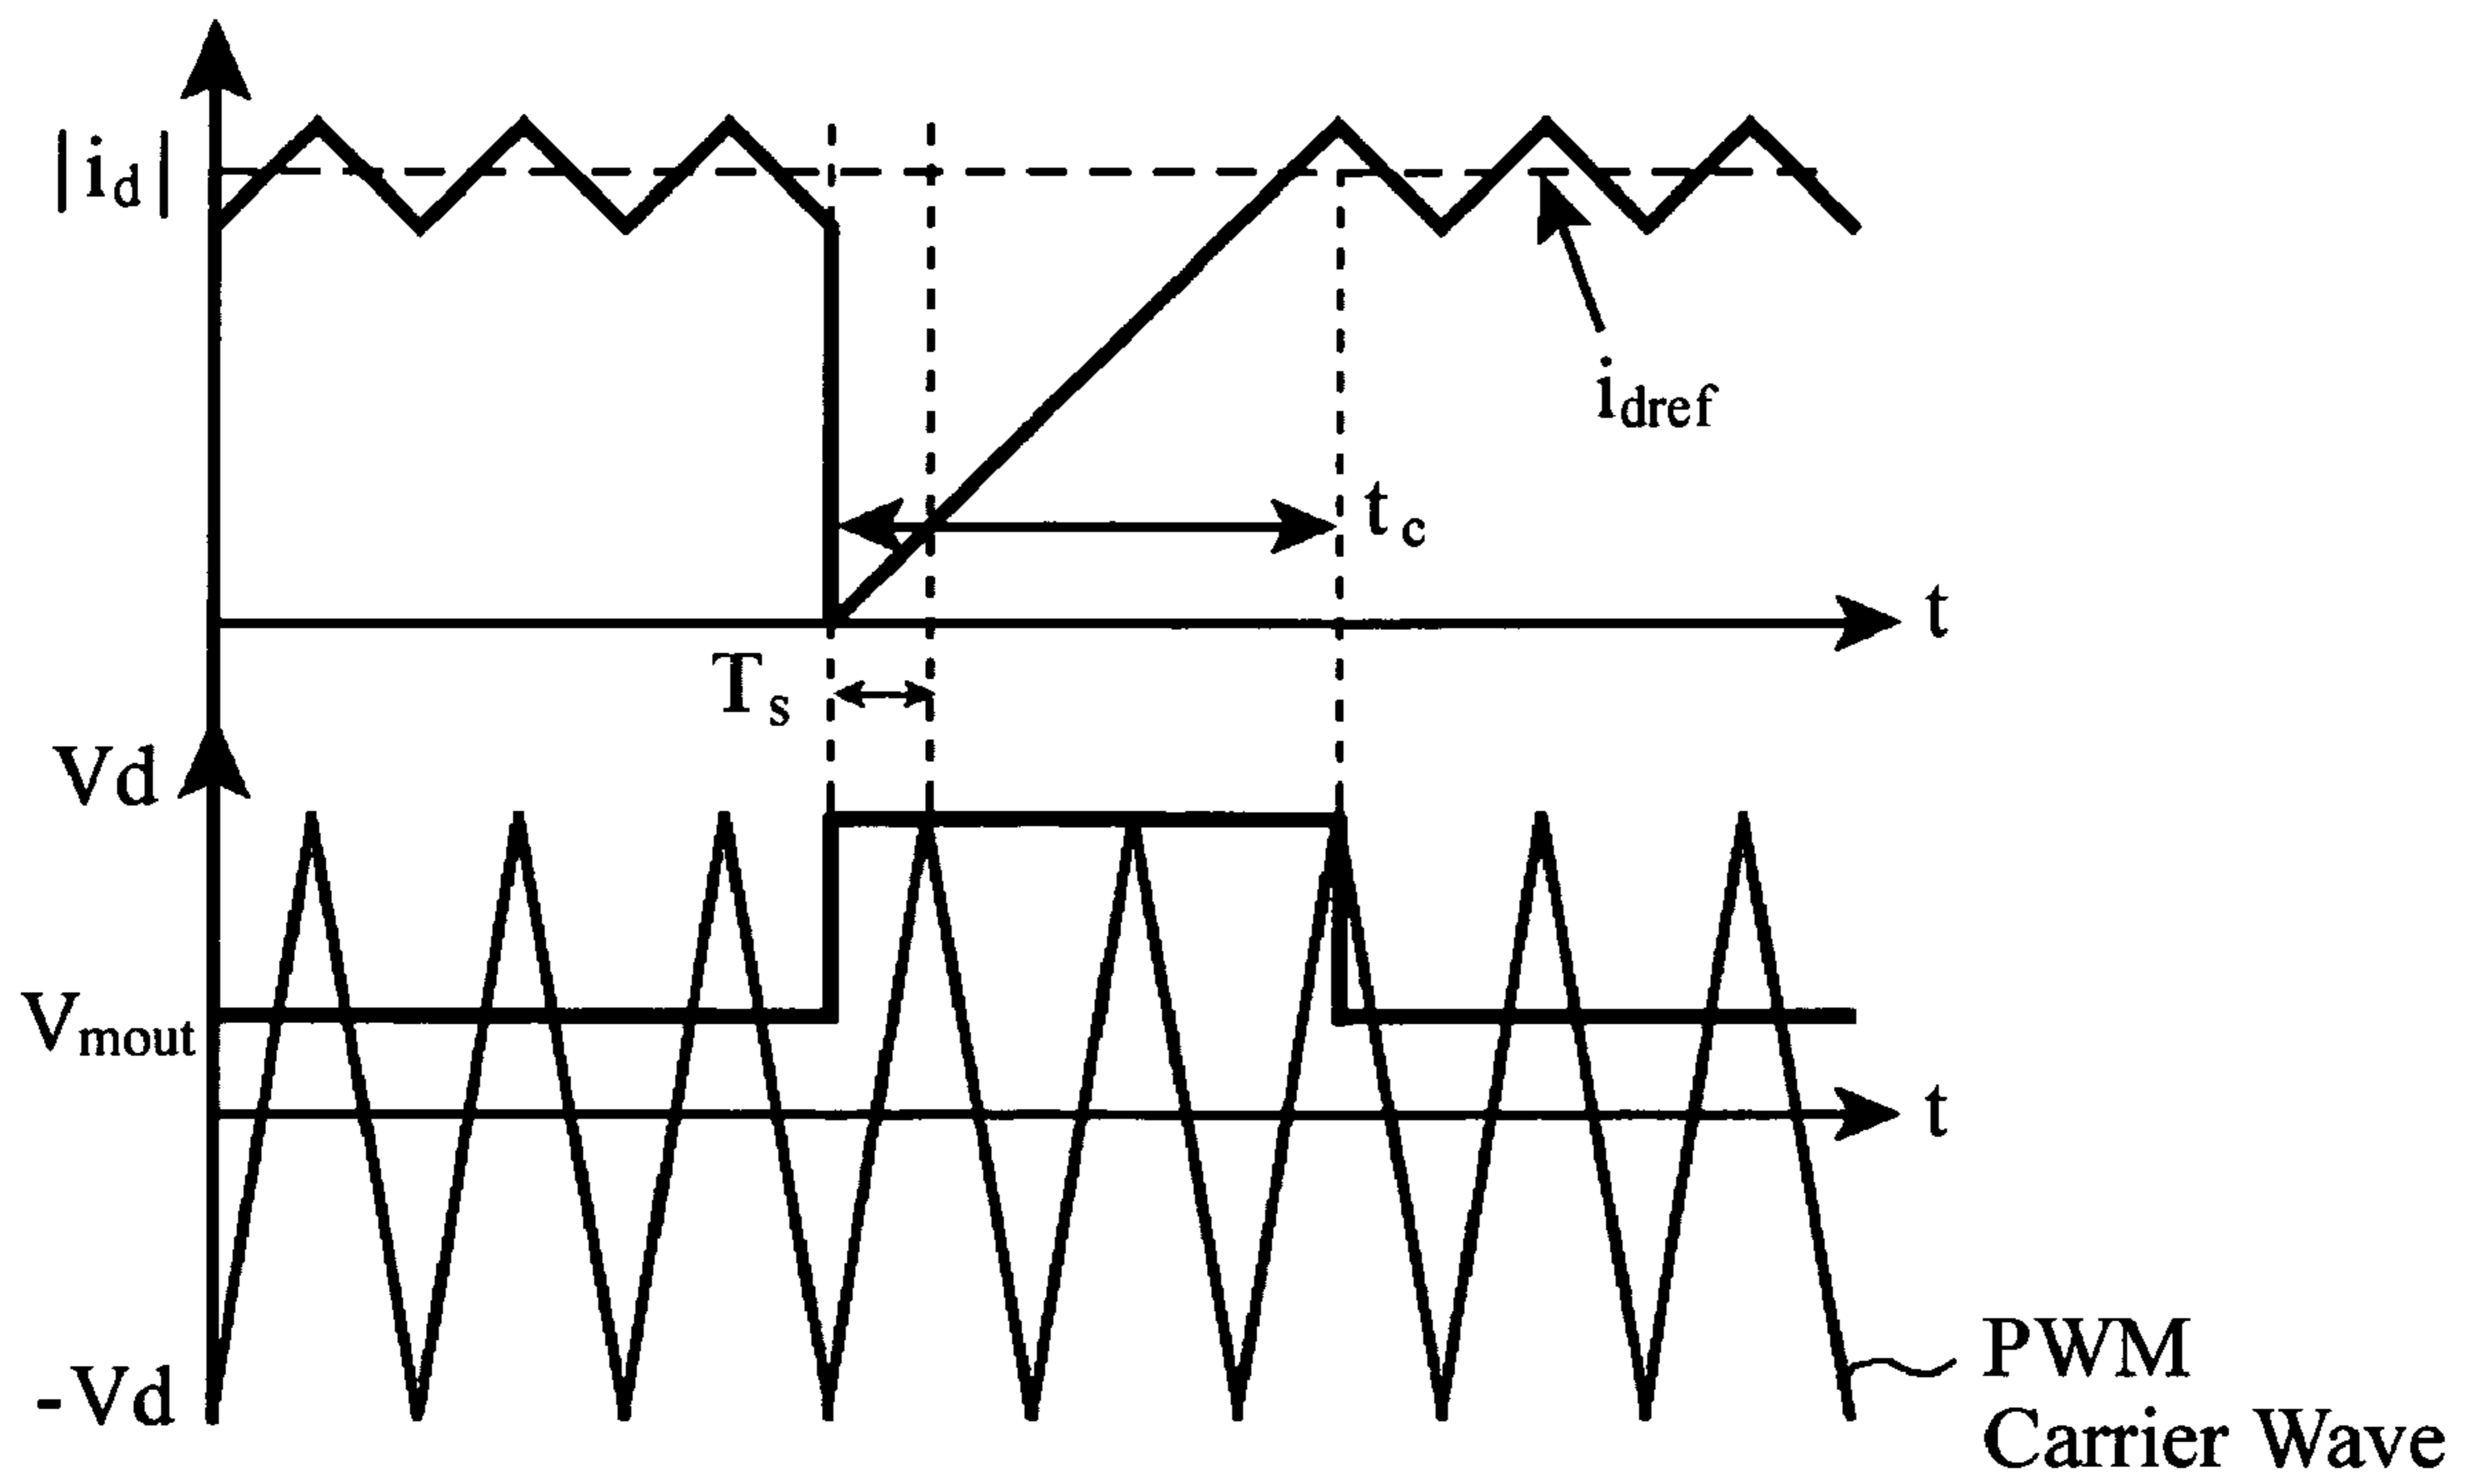 |id|
idref
tc
t
Ts
Vd
Vmout
t
-Vd
PWM
Carrier Wave